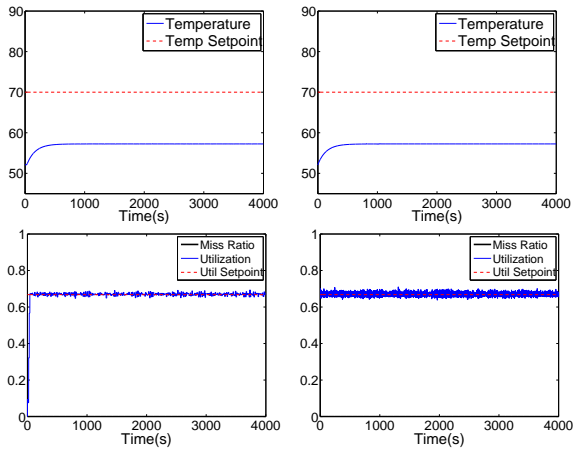 90
80
70
60
50
Temperature
Temp Setpoint
0 1000 2000 3000 4000
Time(s)
90
80
70
60
50
Temperature
Temp Setpoint
0 1000 2000 3000 4000
Time(s)
1
0.8
0.6
0.4
0.2
0
Miss Ratio
Utilization
Util Setpoint
0 1000 2000 3000 4000
Time(s)
1
0.8
0.6
0.4
0.2
0
Miss Ratio
Utilization
Util Setpoint
0 1000 2000 3000 4000
Time(s)